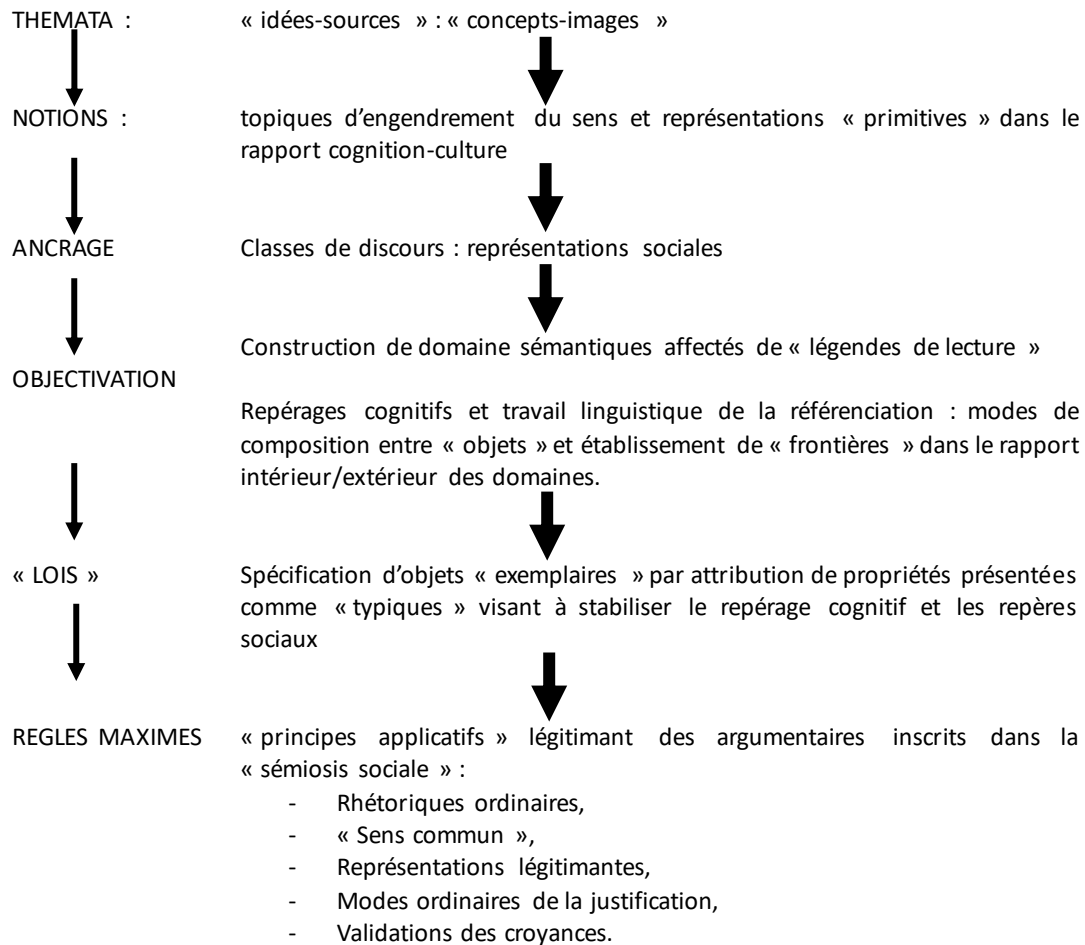 THEMATA : « idées-sources » : « concepts-images »
NOTIONS : topiques d'engendrement du sens et représentations « primitives » dans le
rapport cognition-culture
ANCRAGE Classes de discours : représentations sociales
Construction de domaine sémantiques affectés de « légendes de lecture »
OBJECTIVATION
Repérages cognitifs et travail linguistique de la référenciation : modes de
composition entre « objets » et établissement de « frontières » dans le rapport
intérieur/extérieur des domaines.
« LOIS » Spécification d'objets « exemplaires » par attribution de propriétés présentées
comme « typiques » visant à stabiliser le repérage cognitif et les repères
sociaux
REGLES MAXIMES « principes applicatifs » légitimant des argumentaires inscrits dans la
« sémiosis sociale » :
- Rhétoriques ordinaires,
- « Sens commun »,
- Représentations légitimantes,
- Modes ordinaires de la justification,
- Validations des croyances.